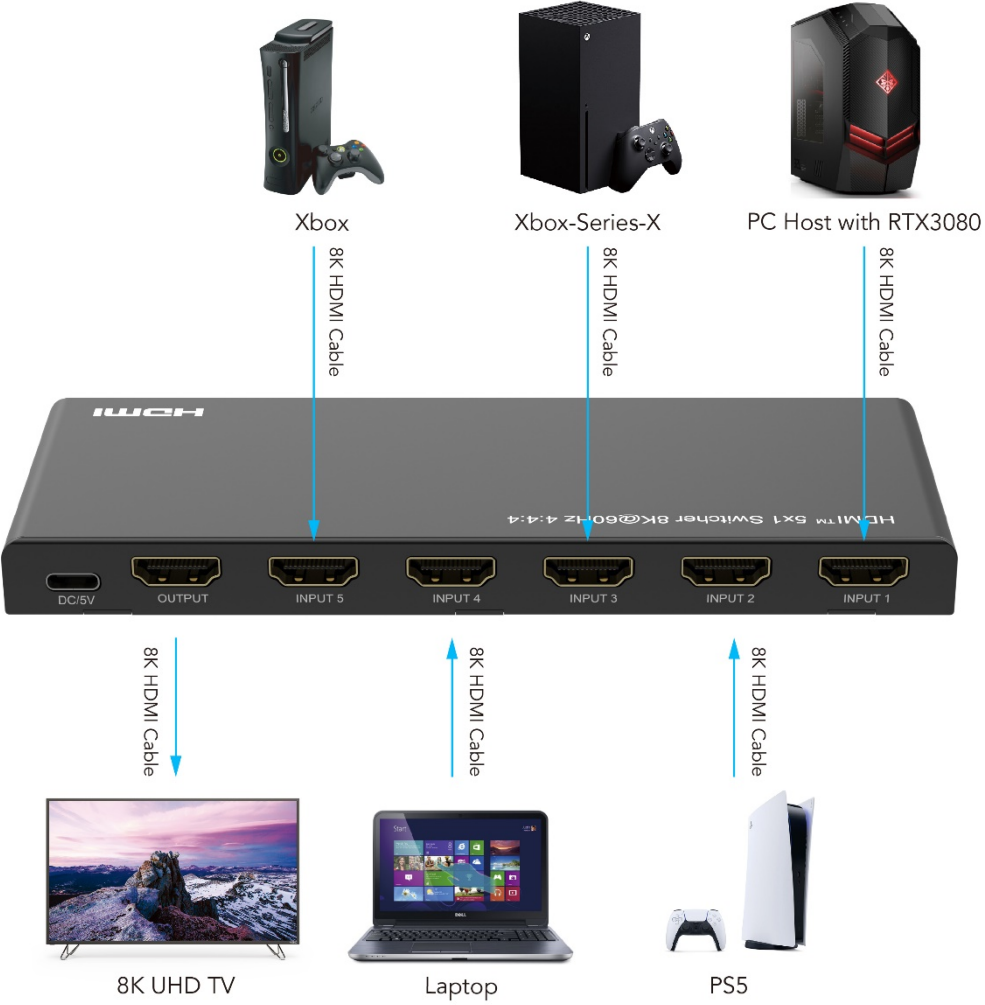 Xbox
Xbox-Series-X
PC Host with RTX3080
8K HDMI Cable
8K HDMI Cable
8K HDMI Cable
HDMI
HDMI™ 5x1 Switcher 8K@60Hz 4:4:4
DC/5V
OUTPUT
INPUT 5
INPUT 4
INPUT 3
INPUT 2
INPUT 1
8K HDMI Cable
8K HDMI Cable
8K HDMI Cable
Start
DELL
8K UHD TV
Laptop
PS5